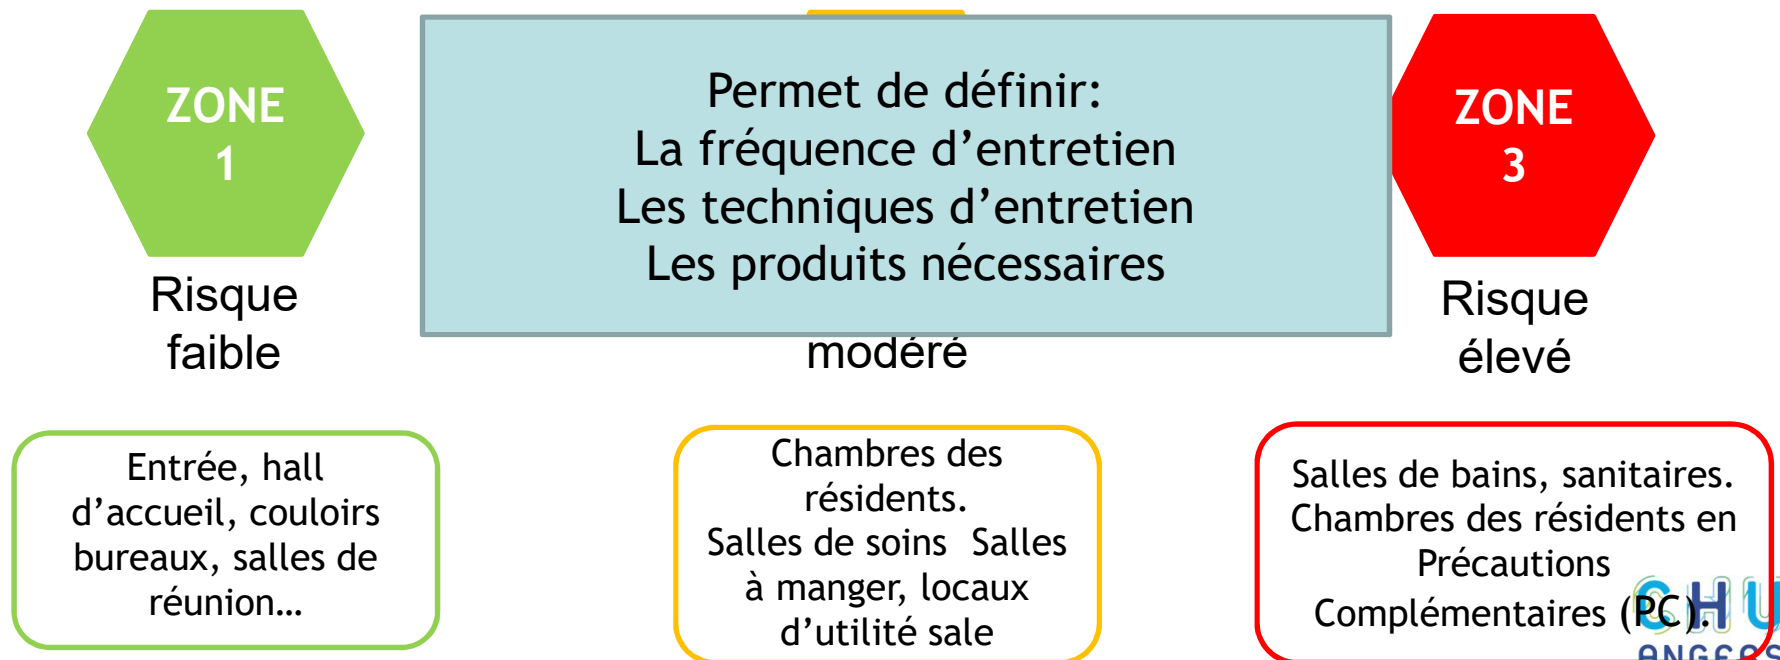 ZONE
1
Risque
faible
Permet de définir:
La fréquence d’entretien
Les techniques d’entretien
Les produits nécessaires
modéré
ZONE
3
Risque
élevé
Entrée, hall
d’accueil, couloirs
bureaux, salles de
réunion…
Chambres des
résidents.
Salles de soins Salles
à manger, locaux
d’utilité sale
Salles de bains, sanitaires.
Chambres des résidents en
Précautions
Complémentaires (PC).
CHU
ANGERS